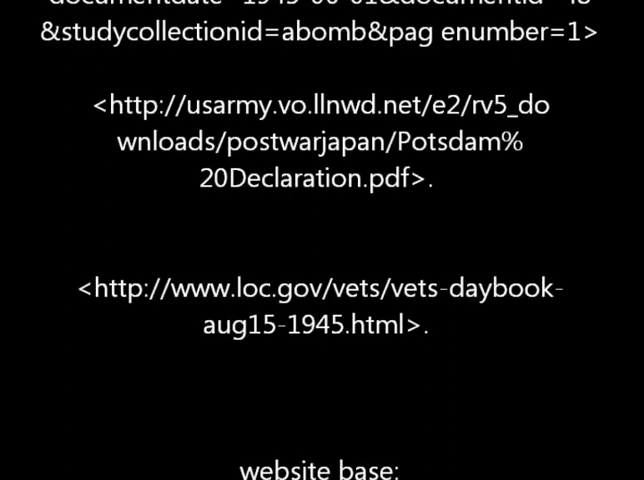 &studycollectionid=abomb&pag enumber=1>
<http://usarmy.vo.llnwd.net/e2/rv5_do
wnloads/postwarjapan/Potsdam%
20Declaration.pdf>.
<http://www.loc.gov/vets/vets-daybook-
aug15-1945.html>.
website base: